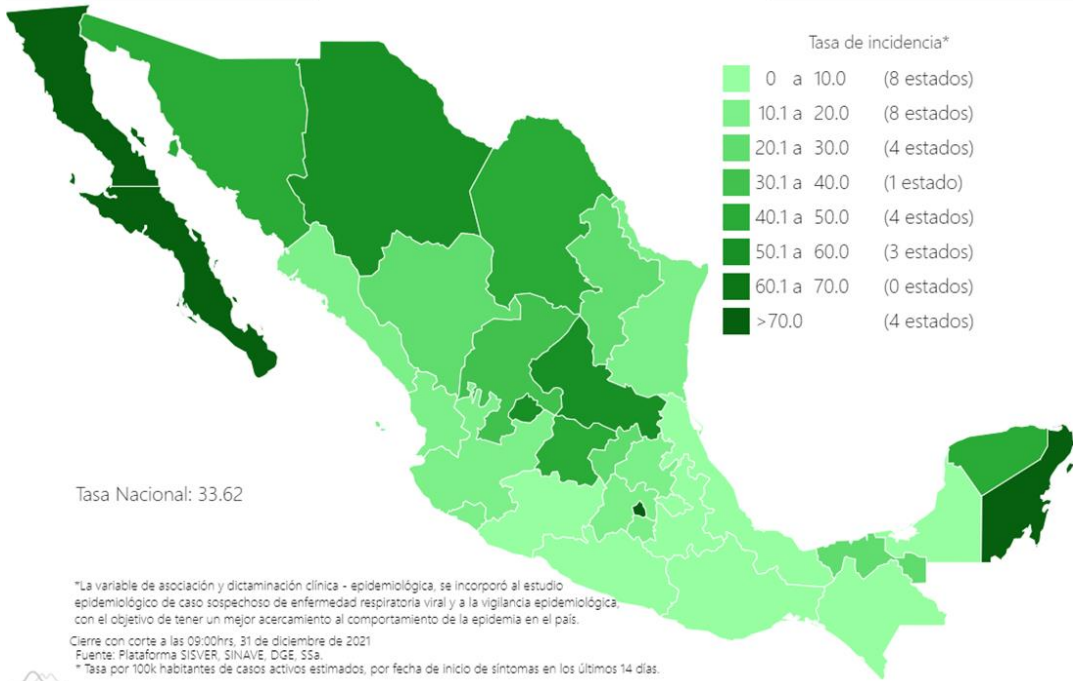 Tasa de incidencia*
0 a 10.0 (8 estados)
10.1 a 20.0 (8 estados)
20.1 a 30.0 (4 estados)
30.1 a 40.0 (1 estado)
40.1 a 50.0 (4 estados)
50.1 a 60.0 (3 estados)
60.1 a 70.0 (0 estados)
>70.0 (4 estados)
Tasa Nacional: 33.62
*La variable de asociación y dictaminación clínica - epidemiológica, se incorporó al estudio
epidemiológico de caso sospechoso de enfermedad respiratoria viral y a la vigilancia epidemiológica,
con el objetivo de tener un mejor acercamiento al comportamiento de la epidemia en el país.
Cierre con corte a las 09:00hrs, 31 de diciembre de 2021
Fuente: Plataforma SISVER, SINAVE, DGE, SSa.
* Tasa por 100k habitantes de casos activos estimados, por fecha de inicio de síntomas en los últimos 14 días.